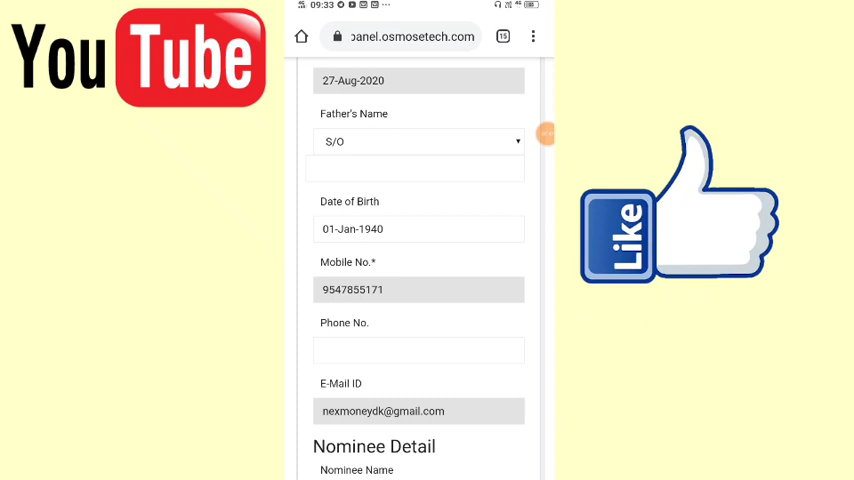 You Tube
09:33
panel.osmosetech.com
15
27-Aug-2020
Father's Name
S/O
Date of Birth
01-Jan-1940
Mobile No.*
9547855171
Phone No.
E-Mail ID
nexmoneydk@gmail.com
Nominee Detail
Nominee Name
Like